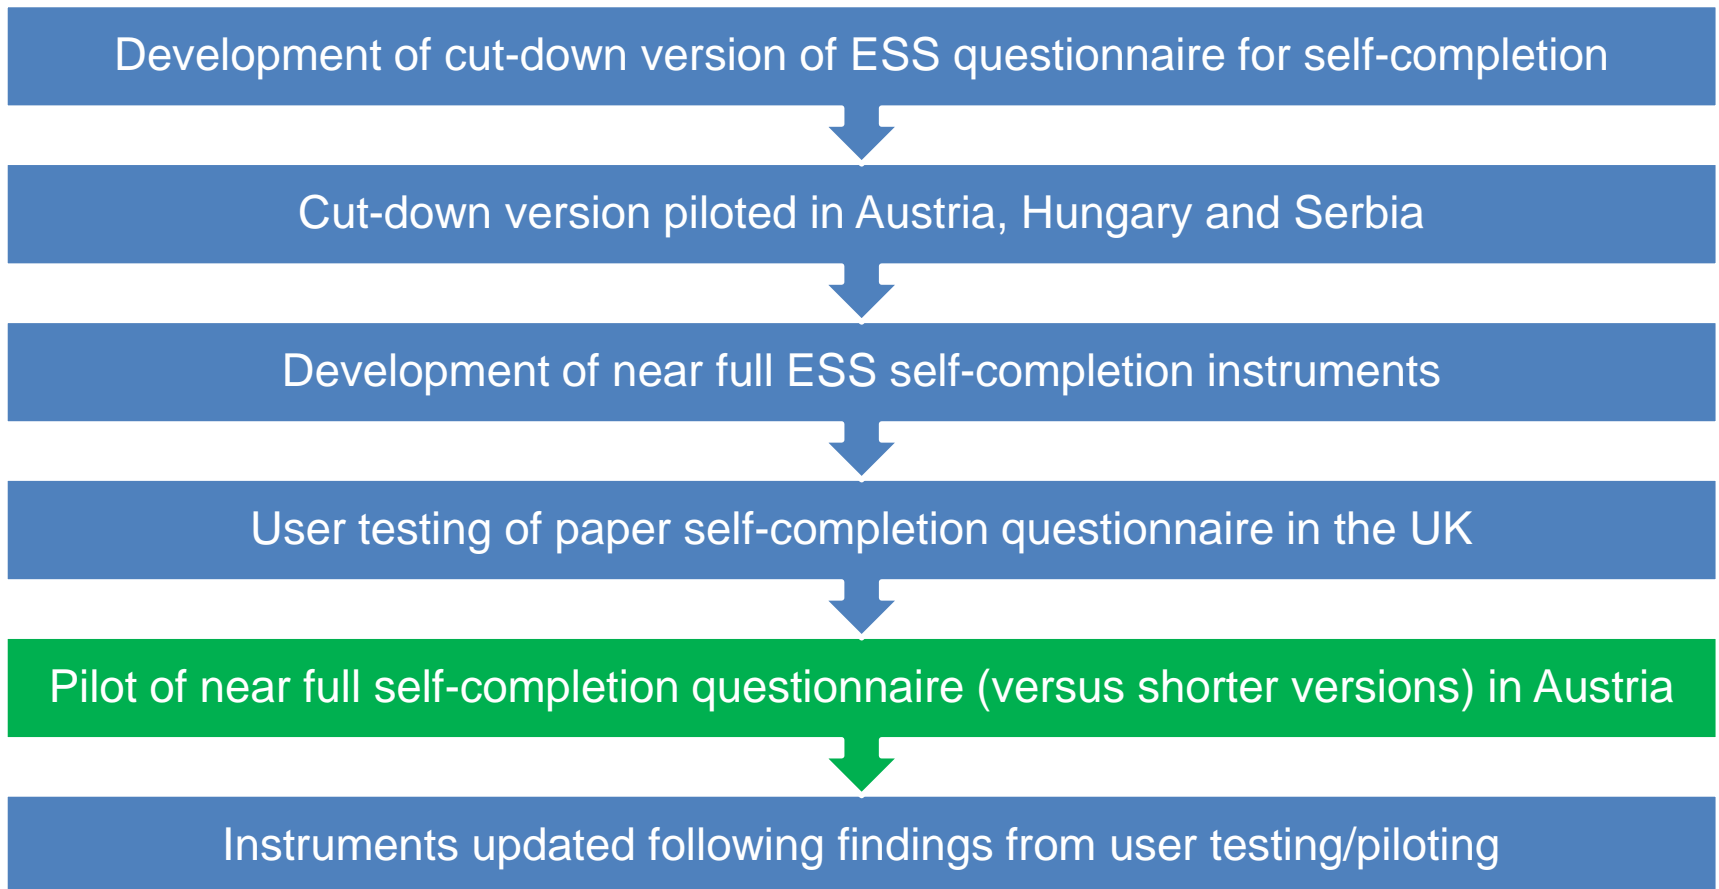 Development of cut-down version of ESS questionnaire for self-completion
Cut-down version piloted in Austria, Hungary and Serbia
Development of near full ESS self-completion instruments
User testing of paper self-completion questionnaire in the UK
Pilot of near full self-completion questionnaire (versus shorter versions) in Austria
Instruments updated following findings from user testing/piloting